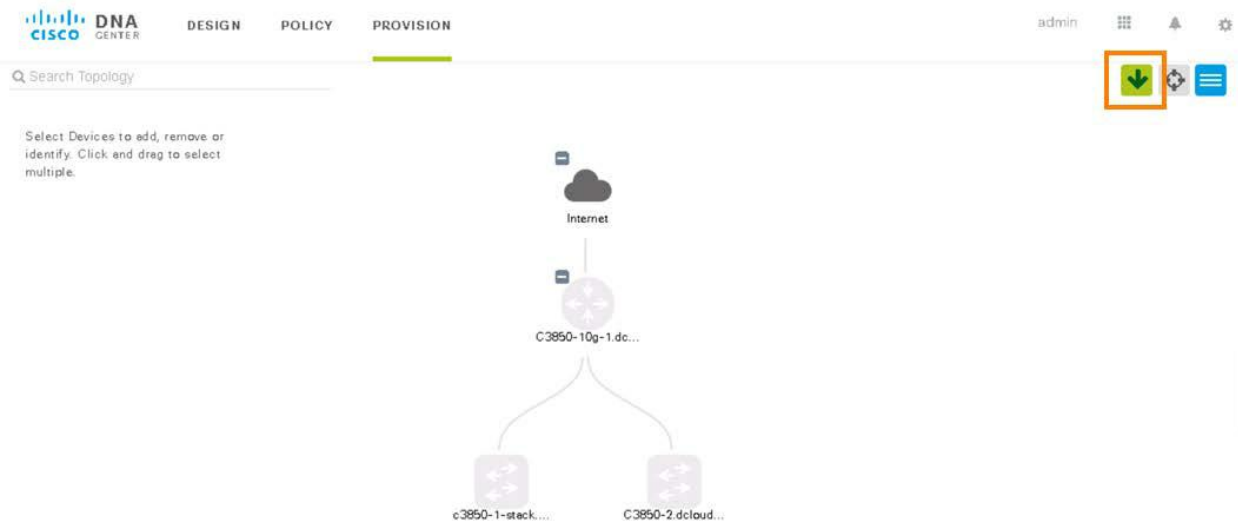 CISCO DNA CENTER DESIGN POLICY PROVISION admin
Search Topology
Select Devices to add, remove or
identify. Click and drag to select
multiple.
Internet
C3850-10g-1.dc...
c3850-1-stack....
C3850-2.dcloud...